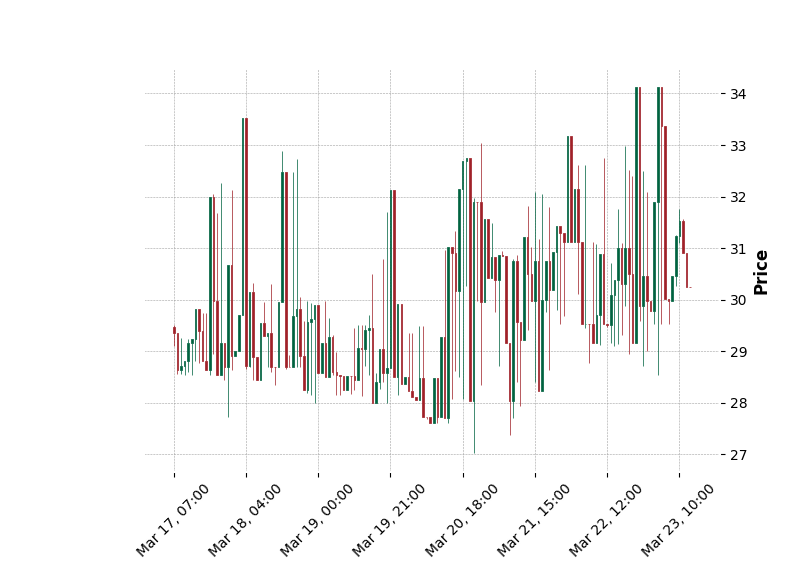 34
33
32
31
30
29
28
27
Price
Mar 17, 07:00
Mar 18, 04:00
Mar 19, 00:00
Mar 19, 21:00
Mar 20, 18:00
Mar 21, 15:00
Mar 22, 12:00
Mar 23, 10:00